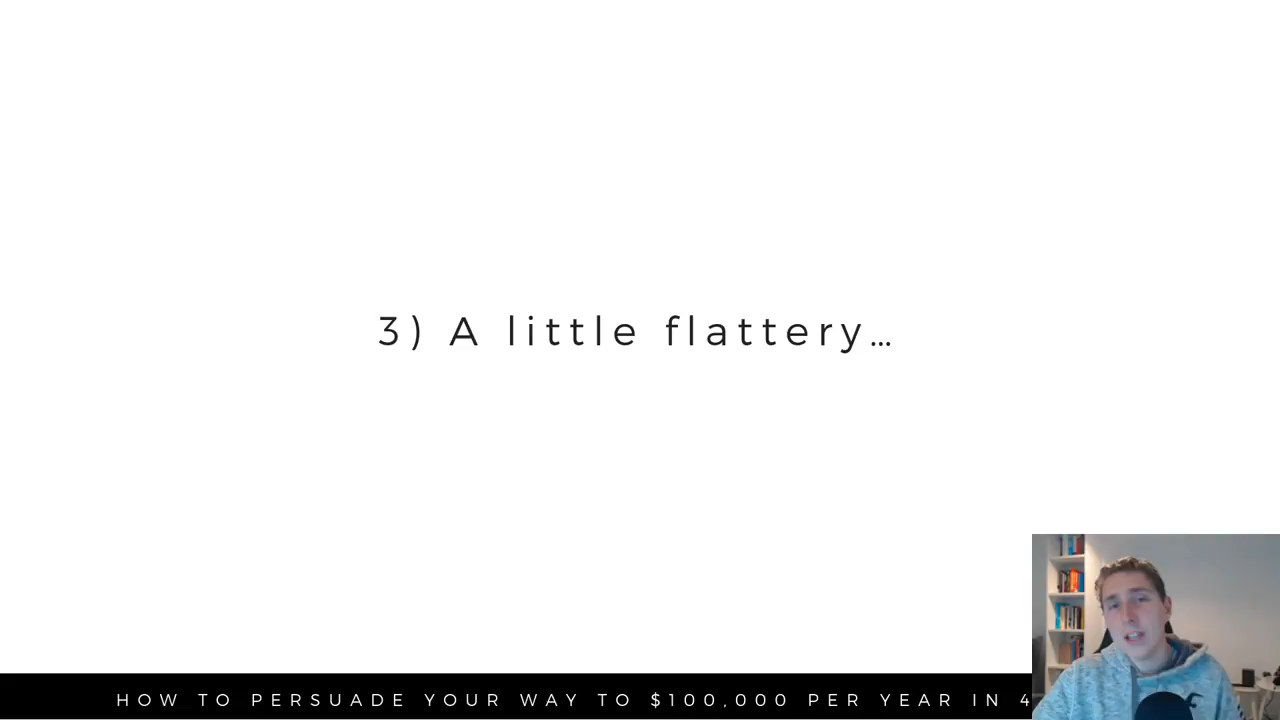 3) A little flattery…
HOW TO PERSUADE YOUR WAY TO $100,000 PER YEAR IN 4